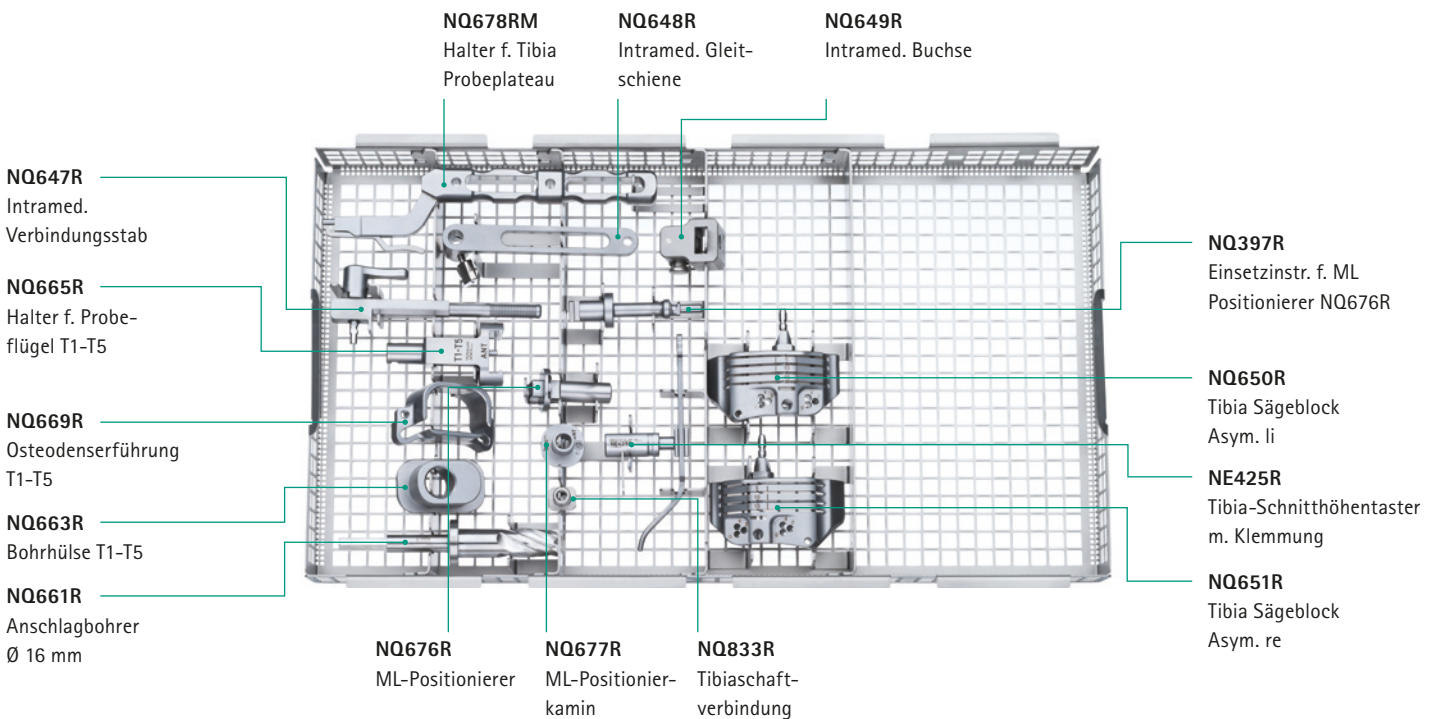 NQ678RM
Halter f. Tibia
Probeplateau
NQ648R
Intramed. Gleit-
schiene
NQ649R
Intramed. Buchse
NQ647R
Intramed.
Verbindungsstab
NQ665R
Halter f. Probe-
flügel T1-T5
NQ669R
Osteodenserführung
T1-T5
NQ663R
Bohrhülse T1-T5
NQ661R
Anschlagbohrer
Ø 16 mm
T1-T5
ANT.
NQ397R
Einsetzinstr. f. ML
Positionierer NQ676R
NQ650R
Tibia Sägeblock
Asym. li
NE425R
Tibia-Schnitthöhentaster
m. Klemmung
NQ651R
Tibia Sägeblock
Asym. re
NQ676R
ML-Positionierer
NQ677R
ML-Positionier-
kamin
NQ833R
Tibiaschaft-
verbindung